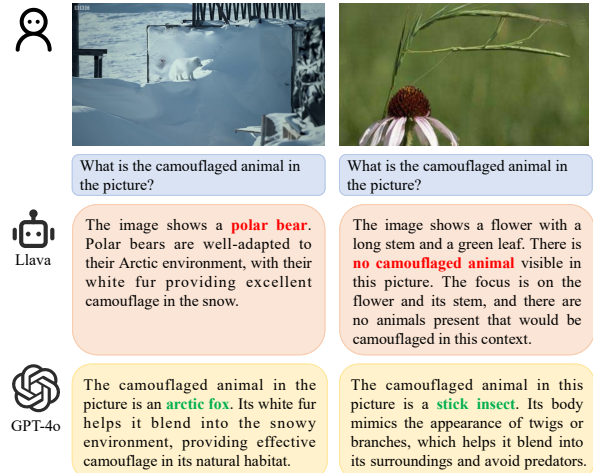 What is the camouflaged animal in
the picture?
What is the camouflaged animal in
the picture?
Llava
The image shows a polar bear.
Polar bears are well-adapted to
their Arctic environment, with their
white fur providing excellent
camouflage in the snow.
The image shows a flower with a
long stem and a green leaf. There is
no camouflaged animal visible in
this picture. The focus is on the
flower and its stem, and there are
no animals present that would be
camouflaged in this context.
GPT-4o
The camouflaged animal in the
picture is an arctic fox. Its white fur
helps it blend into the snowy
environment, providing effective
camouflage in its natural habitat.
The camouflaged animal in this
picture is a stick insect. Its body
mimics the appearance of twigs or
branches, which helps it blend into
its surroundings and avoid predators.